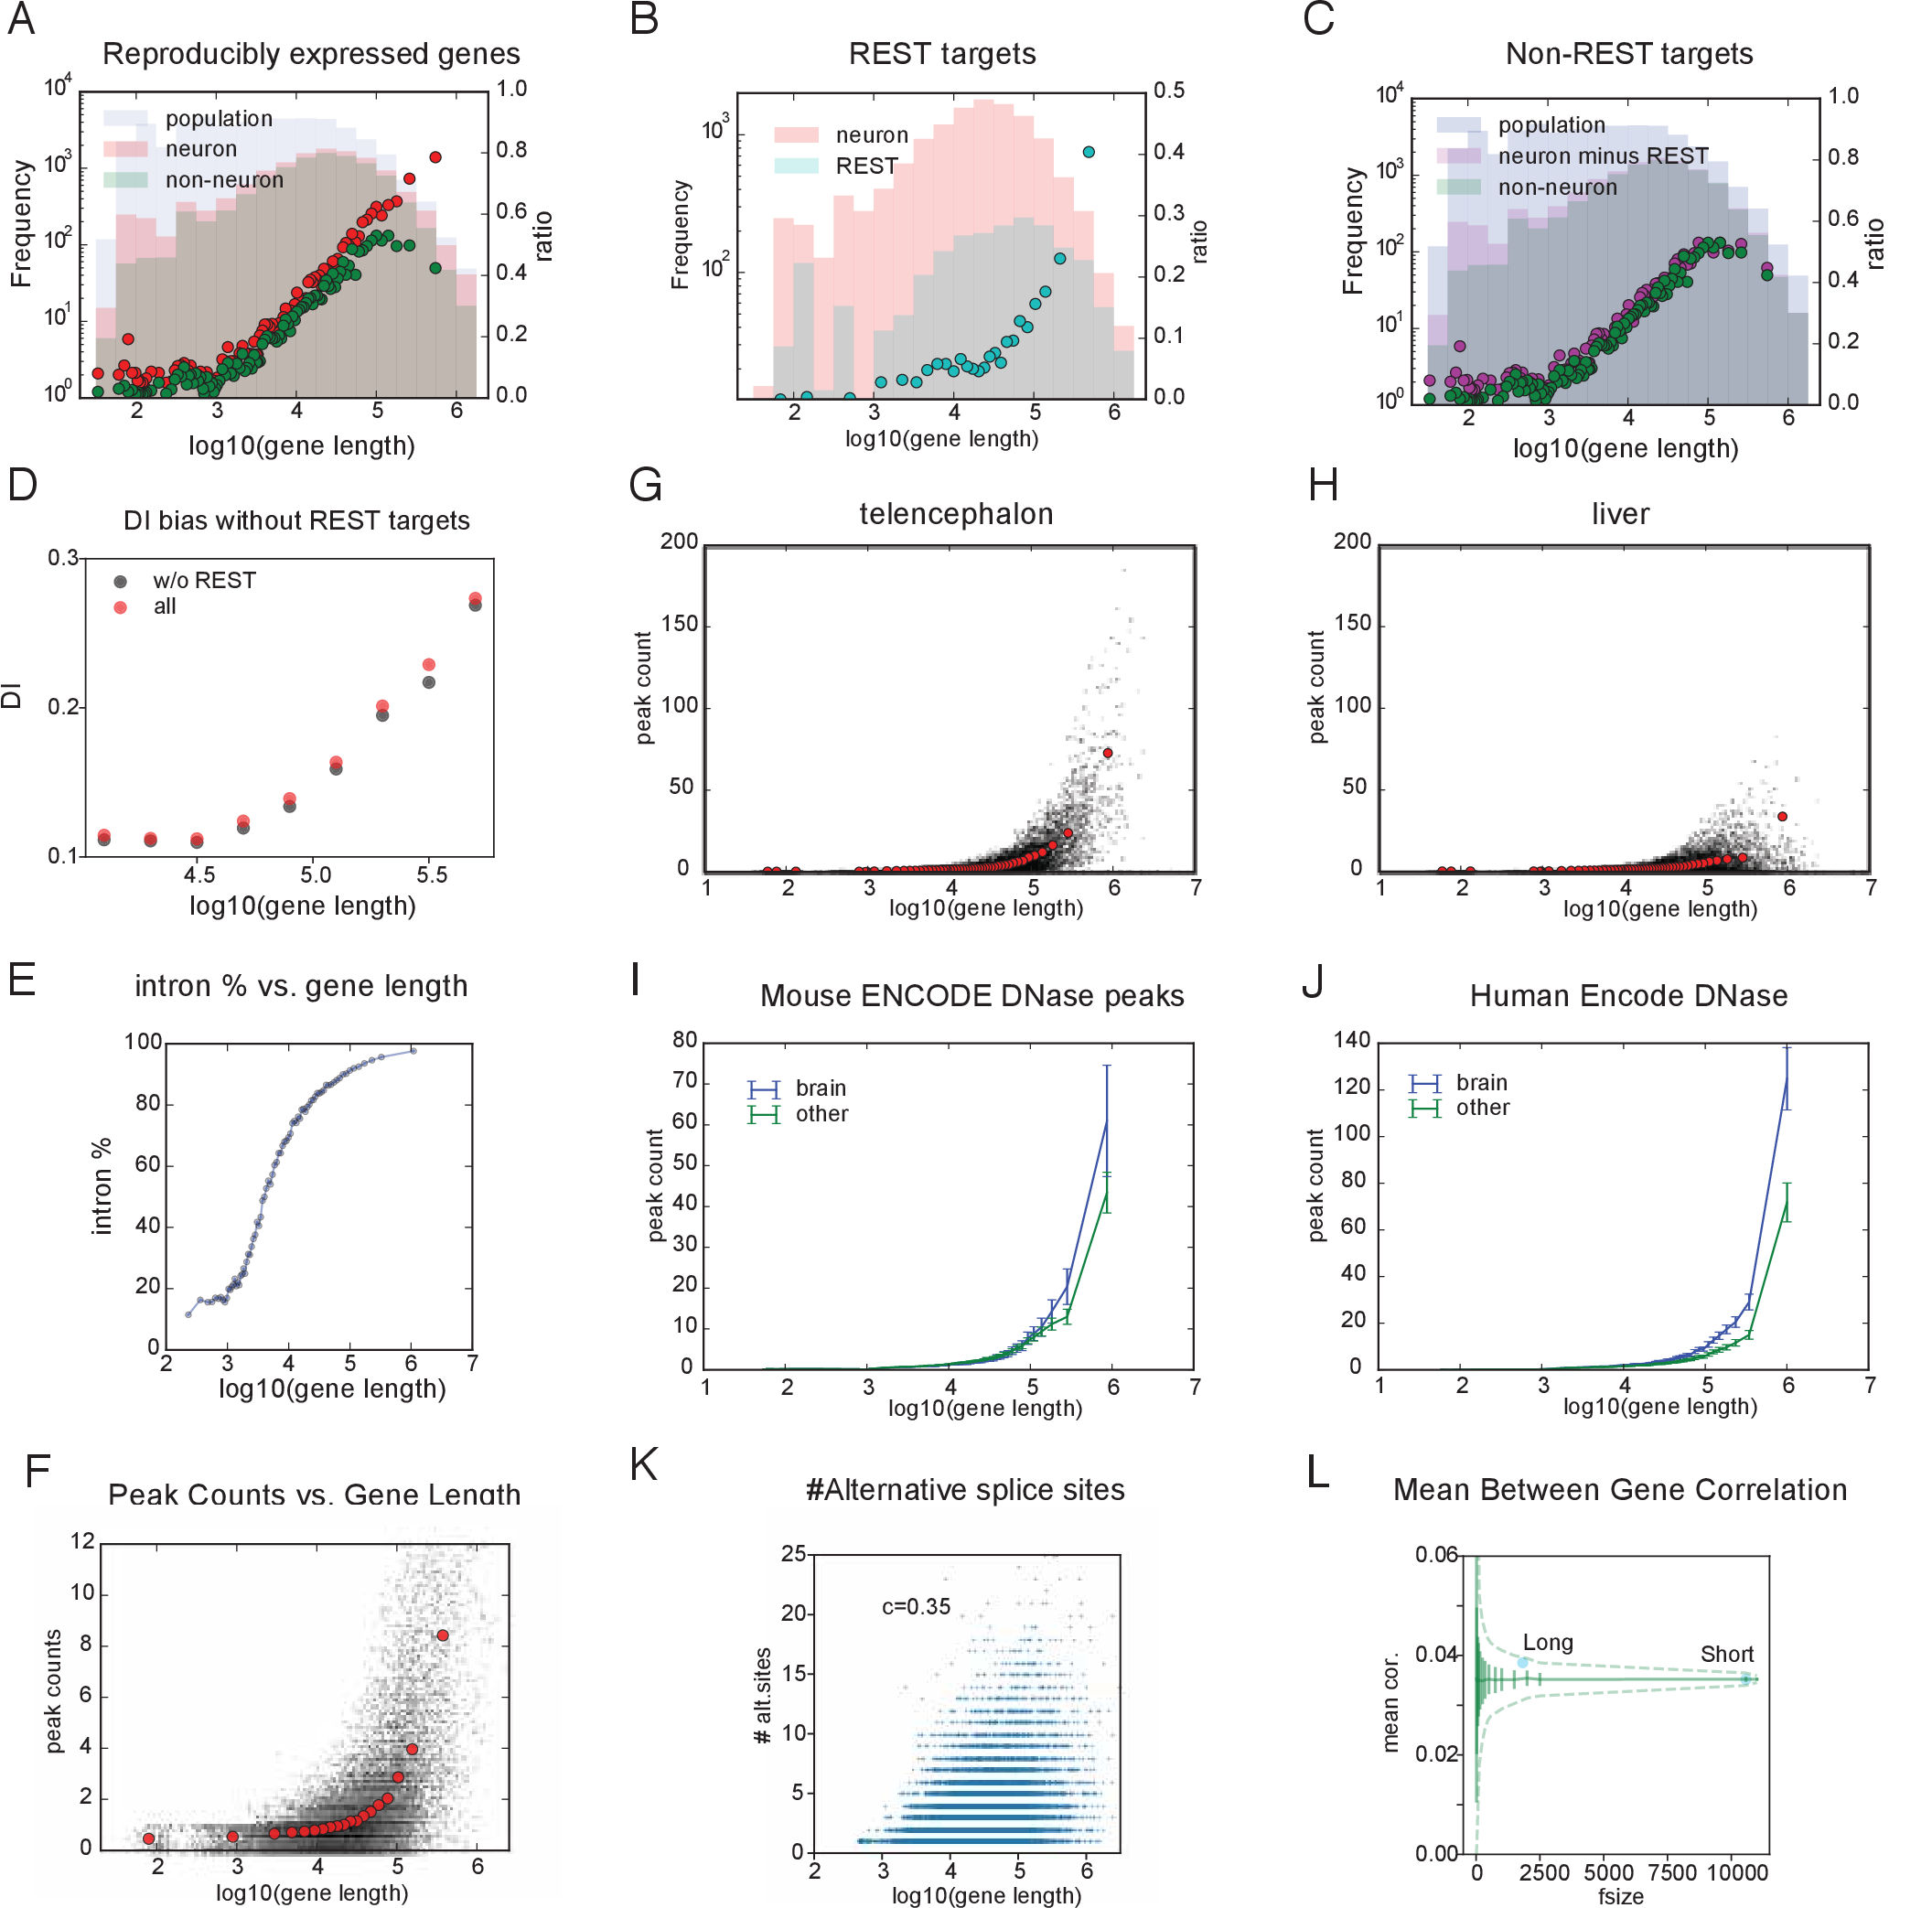 A
Reproducibly expressed genes
10^4
10^3
10^2
10^1
10^0
Frequency
population
neuron
non-neuron
1.0
0.8
0.6
0.4
0.2
0.0
ratio
2 3 4 5 6
log10(gene length)
B
REST targets
10^3
10^2
Frequency
neuron
REST
0.5
0.4
0.3
0.2
0.1
0.0
ratio
2 3 4 5 6
log10(gene length)
C
Non-REST targets
10^4
10^3
10^2
10^1
10^0
Frequency
population
neuron minus REST
non-neuron
1.0
0.8
0.6
0.4
0.2
0.0
ratio
2 3 4 5 6
log10(gene length)
D
DI bias without REST targets
0.3
0.2
0.1
DI
w/o REST
all
4.5 5.0 5.5
log10(gene length)
G
telencephalon
200
150
100
50
0
peak count
1 2 3 4 5 6 7
log10(gene length)
H
liver
200
150
100
50
0
peak count
1 2 3 4 5 6 7
log10(gene length)
E
intron % vs. gene length
100
80
60
40
20
0
intron %
2 3 4 5 6 7
log10(gene length)
I
Mouse ENCODE DNase peaks
80
70
60
50
40
30
20
10
0
peak count
brain
other
1 2 3 4 5 6 7
log10(gene length)
J
Human Encode DNase
140
120
100
80
60
40
20
0
peak count
brain
other
1 2 3 4 5 6 7
log10(gene length)
F
Peak Counts vs. Gene Length
12
10
8
6
4
2
0
peak counts
2 3 4 5 6
log10(gene length)
K
#Alternative splice sites
25
20
15
10
5
0
# alt.sites
c=0.35
2 3 4 5 6
log10(gene length)
L
Mean Between Gene Correlation
0.06
0.04
0.02
0.00
mean cor.
Long
Short
0 2500 5000 7500 10000
fsize